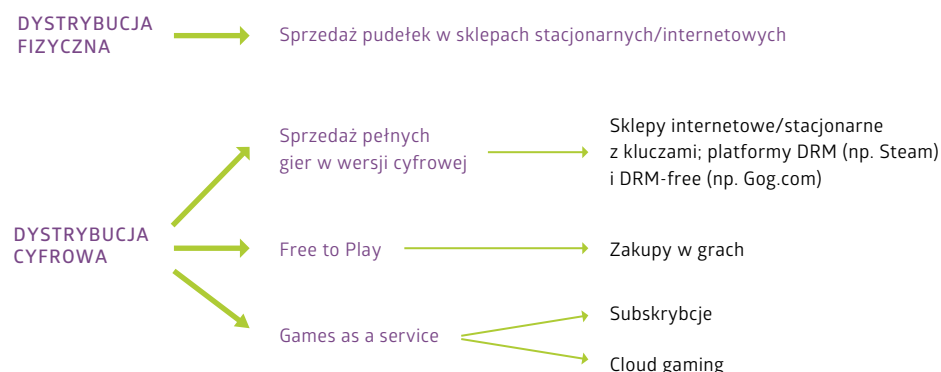 DYSTRYBUCJA
FIZYCZNA
Sprzedaż pudełek w sklepach stacjonarnych/internetowych
Sprzedaż pełnych
gier w wersji cyfrowej
Sklepy internetowe/stacjonarne
z kluczami; platformy DRM (np. Steam)
i DRM-free (np. Gog.com)
DYSTRYBUCJA
CYFROWA
Free to Play
Zakupy w grach
Games as a service
Subskrybcje
Cloud gaming